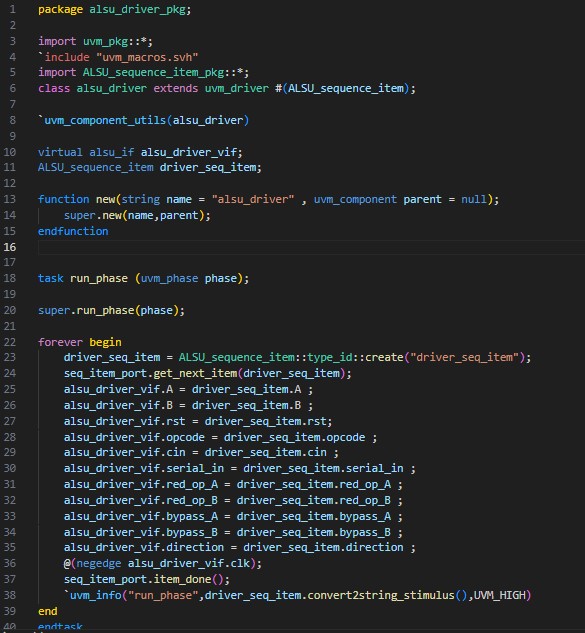 1 package alsu_driver_pkg;
2
3 import uvm_pkg::*;
4 `include "uvm_macros.svh"
5 import ALSU_sequence_item_pkg::*;
6 class alsu_driver extends uvm_driver #(ALSU_sequence_item);
7
8 `uvm_component_utils(alsu_driver)
9
10 virtual alsu_if alsu_driver_vif;
11 ALSU_sequence_item driver_seq_item;
12
13 function new(string name = "alsu_driver" , uvm_component parent = null);
14     super.new(name,parent);
15 endfunction
16
17
18 task run_phase (uvm_phase phase);
19
20 super.run_phase(phase);
21
22 forever begin
23     driver_seq_item = ALSU_sequence_item::type_id::create("driver_seq_item");
24     seq_item_port.get_next_item(driver_seq_item);
25     alsu_driver_vif.A = driver_seq_item.A ;
26     alsu_driver_vif.B = driver_seq_item.B ;
27     alsu_driver_vif.rst = driver_seq_item.rst;
28     alsu_driver_vif.opcode = driver_seq_item.opcode ;
29     alsu_driver_vif.cin = driver_seq_item.cin ;
30     alsu_driver_vif.serial_in = driver_seq_item.serial_in ;
31     alsu_driver_vif.red_op_A = driver_seq_item.red_op_A ;
32     alsu_driver_vif.red_op_B = driver_seq_item.red_op_B ;
33     alsu_driver_vif.bypass_A = driver_seq_item.bypass_A ;
34     alsu_driver_vif.bypass_B = driver_seq_item.bypass_B ;
35     alsu_driver_vif.direction = driver_seq_item.direction ;
36     @(negedge alsu_driver_vif.clk);
37     seq_item_port.item_done();
38     `uvm_info("run_phase",driver_seq_item.convert2string_stimulus(),UVM_HIGH)
39 end
40 endtask